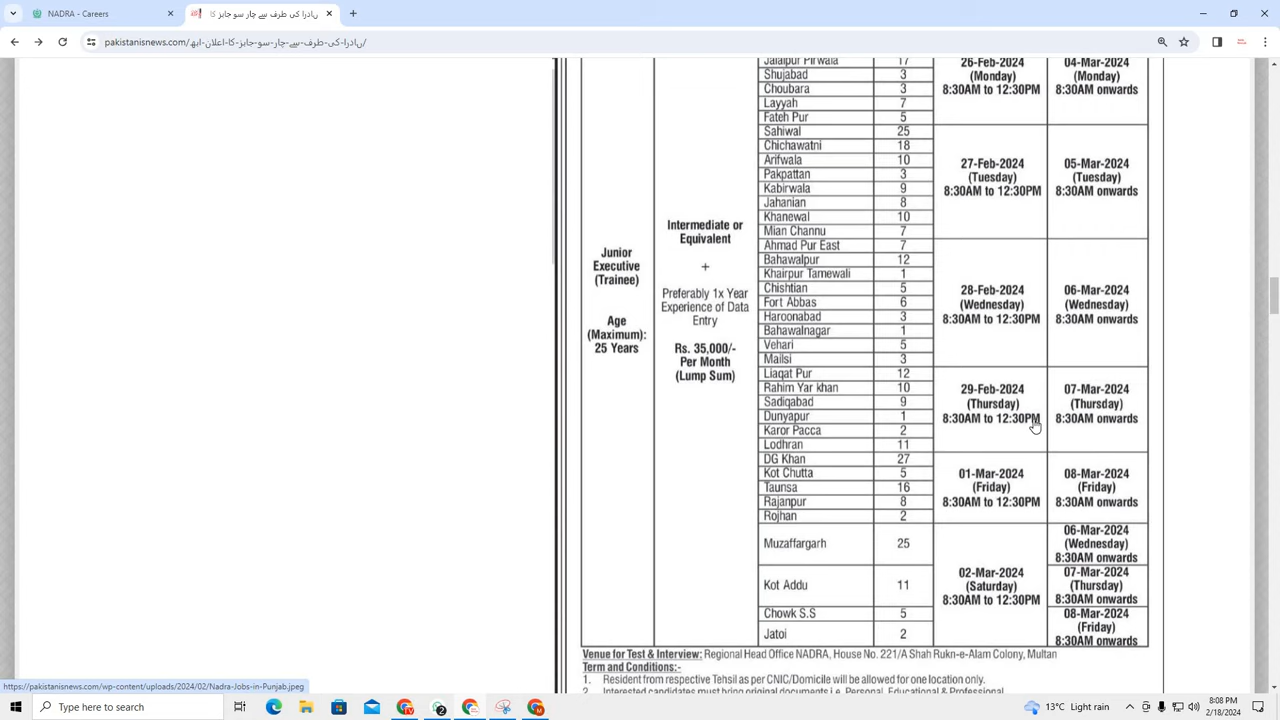 NADRA - Careers
نادرا کی طرف سے چار سو جابز کا
pakistanisnews.com/نادرا-کی-طرف-سے-چار-سو-جابز-کا-اعلان-ابھ/
Jalalpur Pirwala 17 26-Feb-2024 04-Mar-2024
Shujabad 3 (Monday) (Monday)
Choubara 3 8:30AM to 12:30PM 8:30AM onwards
Layyah 7
Fateh Pur 5
Sahiwal 25
Chichawatni 18
Arifwala 10 27-Feb-2024 05-Mar-2024
Pakpattan 3 (Tuesday) (Tuesday)
Kabirwala 9 8:30AM to 12:30PM 8:30AM onwards
Jahanian 8
Khanewal 10
Mian Channu 7
Ahmad Pur East 7
Bahawalpur 12
Khairpur Tamewali 1
Chishtian 5 28-Feb-2024 06-Mar-2024
Fort Abbas 6 (Wednesday) (Wednesday)
Haroonabad 3 8:30AM to 12:30PM 8:30AM onwards
Bahawalnagar 1
Vehari 5
Mailsi 3
Liaqat Pur 12
Rahim Yar khan 10 29-Feb-2024 07-Mar-2024
Sadiqabad 9 (Thursday) (Thursday)
Dunyapur 1 8:30AM to 12:30PM 8:30AM onwards
Karor Pacca 2
Lodhran 11
DG Khan 27
Kot Chutta 5 01-Mar-2024 08-Mar-2024
Taunsa 16 (Friday) (Friday)
Rajanpur 8 8:30AM to 12:30PM 8:30AM onwards
Rojhan 2
Muzaffargarh 25
06-Mar-2024
(Wednesday)
8:30AM onwards
Kot Addu 11
02-Mar-2024
(Saturday)
8:30AM to 12:30PM
07-Mar-2024
(Thursday)
8:30AM onwards
Chowk S.S 5
Jatoi 2
08-Mar-2024
(Friday)
8:30AM onwards
Junior
Executive
(Trainee)
Age
(Maximum):
25 Years
Intermediate or
Equivalent
+
Preferably 1x Year
Experience of Data
Entry
Rs. 35,000/-
Per Month
(Lump Sum)
Venue for Test & Interview: Regional Head Office NADRA, House No. 221/A Shah Rukn-e-Alam Colony, Multan
Term and Conditions:-
1. Resident from respective Tehsil as per CNIC/Domicile will be allowed for one location only.
2. Interested candidates must bring original documents i.e. Personal, Educational & Professional
https://pakistanisnews.com/wp-content/uploads/2024/02/Nadra-Jobs-in-Punjab.jpeg
Type here to search
13°C Light rain
8:08 PM
2/18/2024